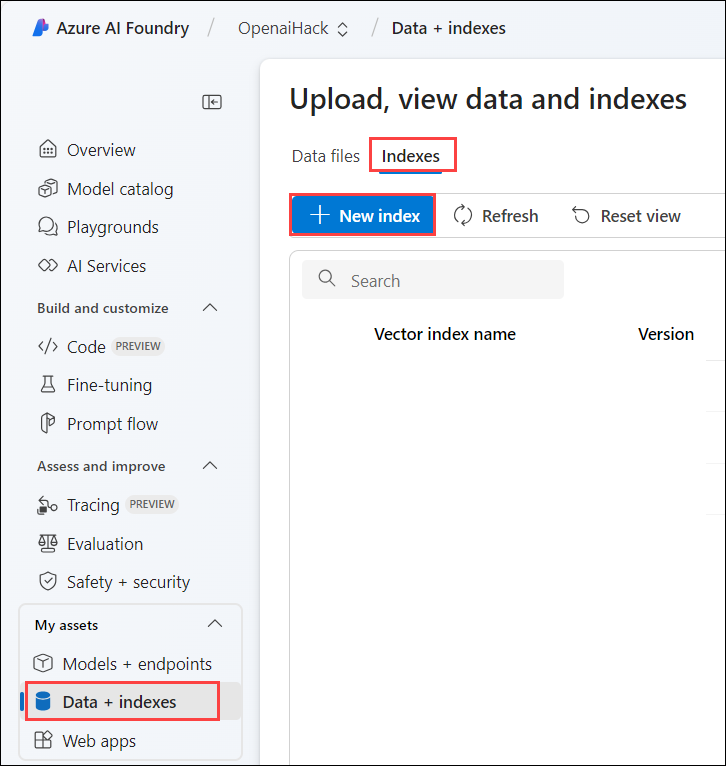 Azure AI Foundry / OpenaiHack / Data + indexes
Upload, view data and indexes
Data files Indexes
New index Refresh Reset view
Search
Vector index name Version
Overview
Model catalog
Playgrounds
AI Services
Build and customize
Code PREVIEW
Fine-tuning
Prompt flow
Assess and improve
Tracing PREVIEW
Evaluation
Safety + security
My assets
Models + endpoints
Data + indexes
Web apps